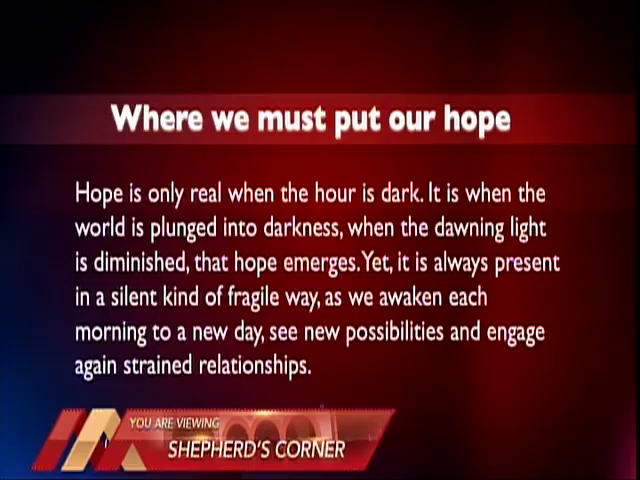 Where we must put our hope
Hope is only real when the hour is dark. It is when the
world is plunged into darkness, when the dawning light
is diminished, that hope emerges. Yet, it is always present
in a silent kind of fragile way, as we awaken each
morning to a new day, see new possibilities and engage
again strained relationships.
YOU ARE VIEWING
SHEPHERD'S CORNER